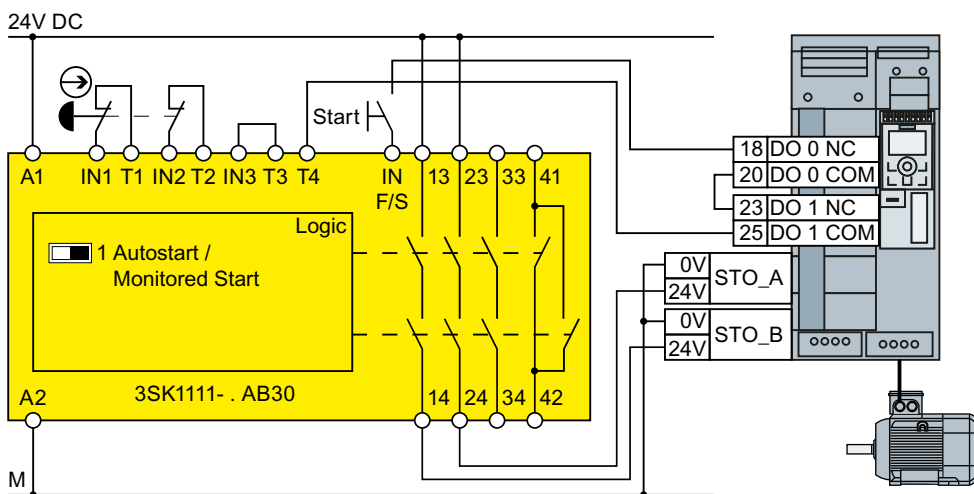 24V DC
Start
18 DO 0 NC
20 DO 0 COM
23 DO 1 NC
25 DO 1 COM
A1 IN1 T1 IN2 T2 IN3 T3 T4 IN F/S 13 23 33 41
Logic
1 Autostart /
Monitored Start
0V
24V
STO_A
0V
24V
STO_B
A2 3SK1111- . AB30 14 24 34 42
M